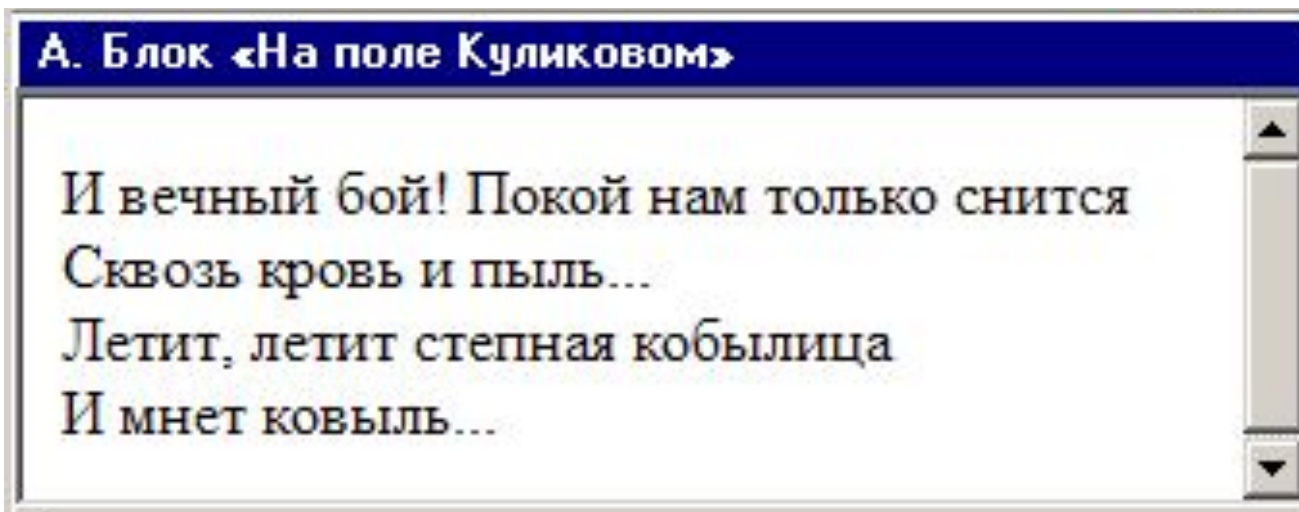 А. Блок «На поле Куликовом»
И вечный бой! Покой нам только снится
Сквозь кровь и пыль...
Летит, летит степная кобылица
И мнет ковыль...